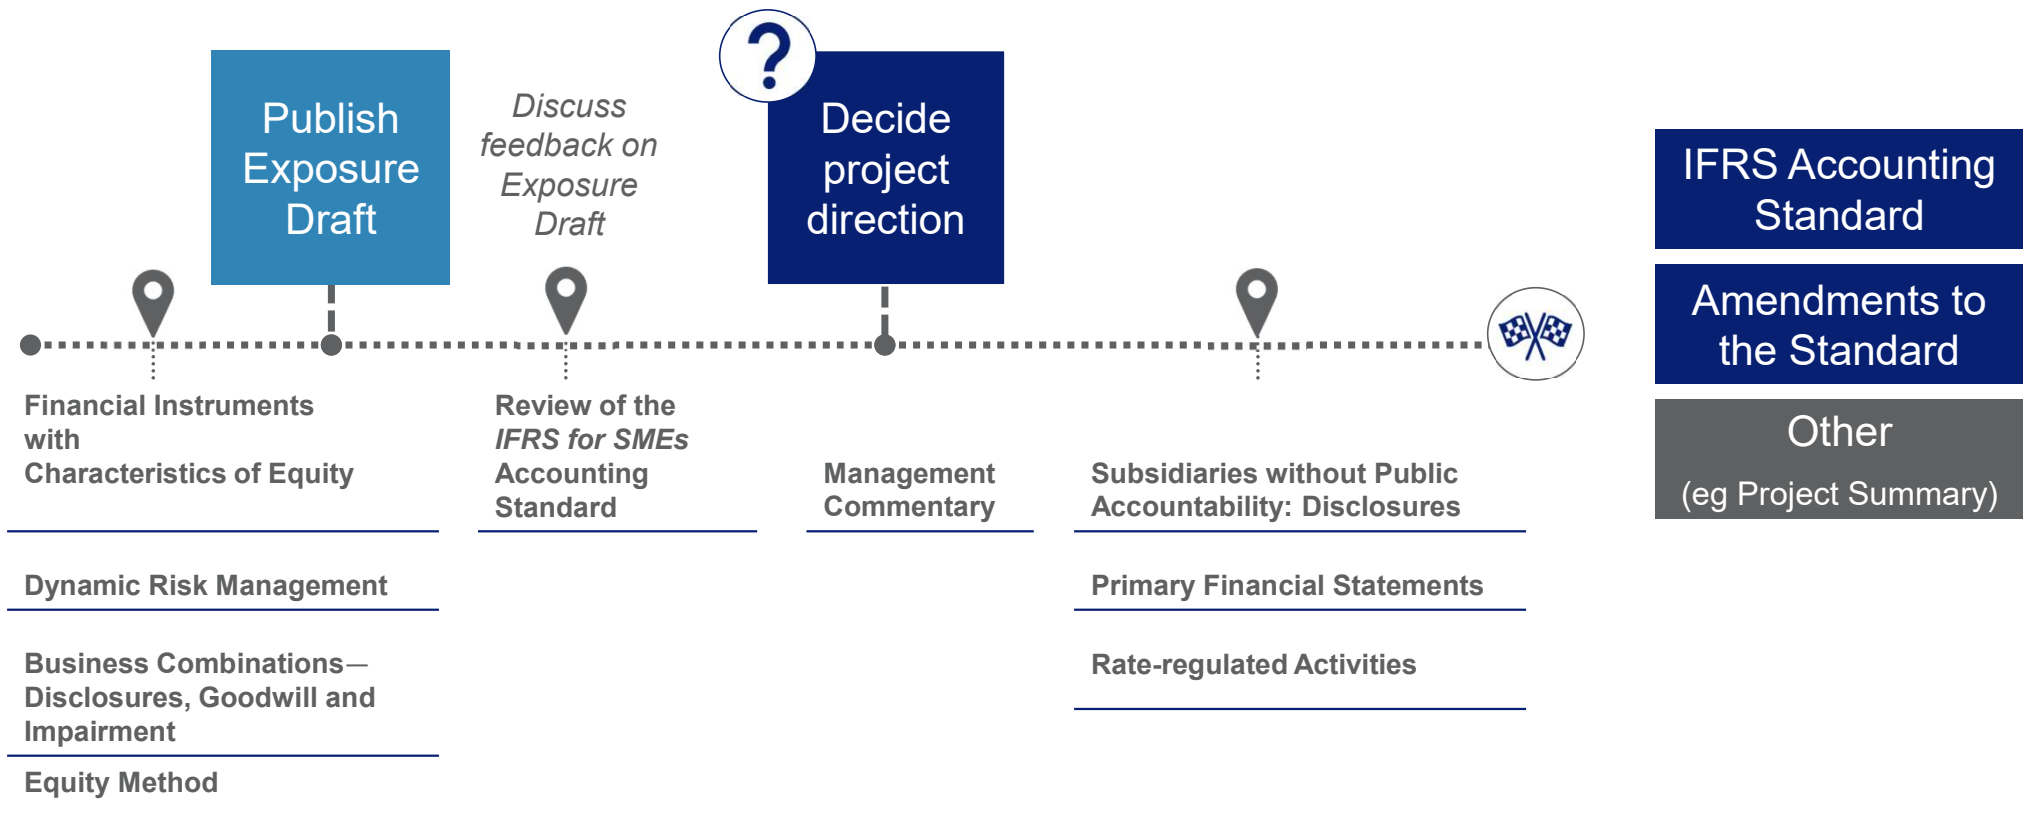 ?
Publish
Exposure
Draft
Discuss
feedback on
Exposure
Draft
Decide
project
direction
IFRS Accounting
Standard
Amendments to
the Standard
Other
(eg Project Summary)
Financial Instruments
with
Characteristics of Equity
Dynamic Risk Management
Business Combinations—
Disclosures, Goodwill and
Impairment
Equity Method
Review of the
IFRS for SMEs
Accounting
Standard
Management
Commentary
Subsidiaries without Public
Accountability: Disclosures
Primary Financial Statements
Rate-regulated Activities